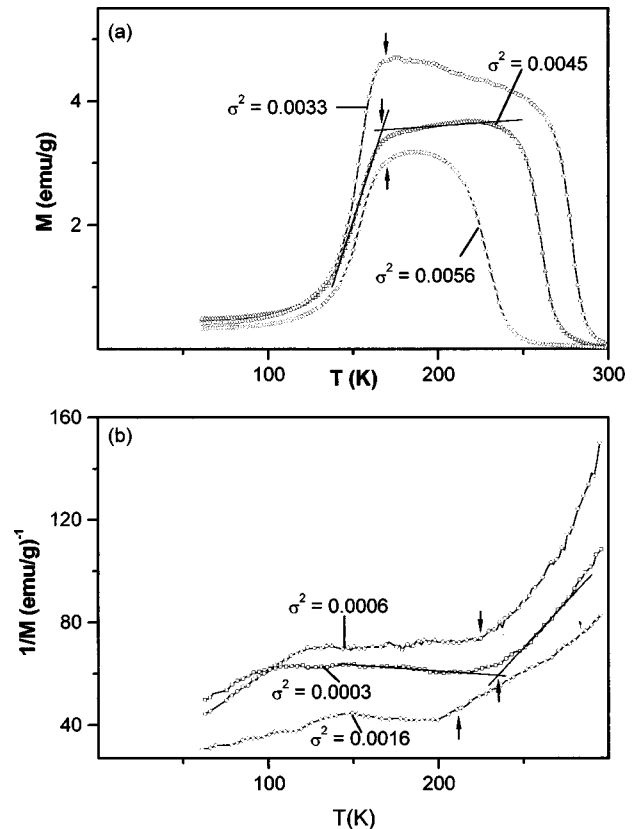 (a)
σ² = 0.0045
σ² = 0.0033
4
M (emu/g)
2
σ² = 0.0056
100
200
300
T (K)
160
(b)
120
1/M (emu/g)⁻¹
σ² = 0.0006
80
σ² = 0.0003
40
σ² = 0.0016
100
200
300
T(K)